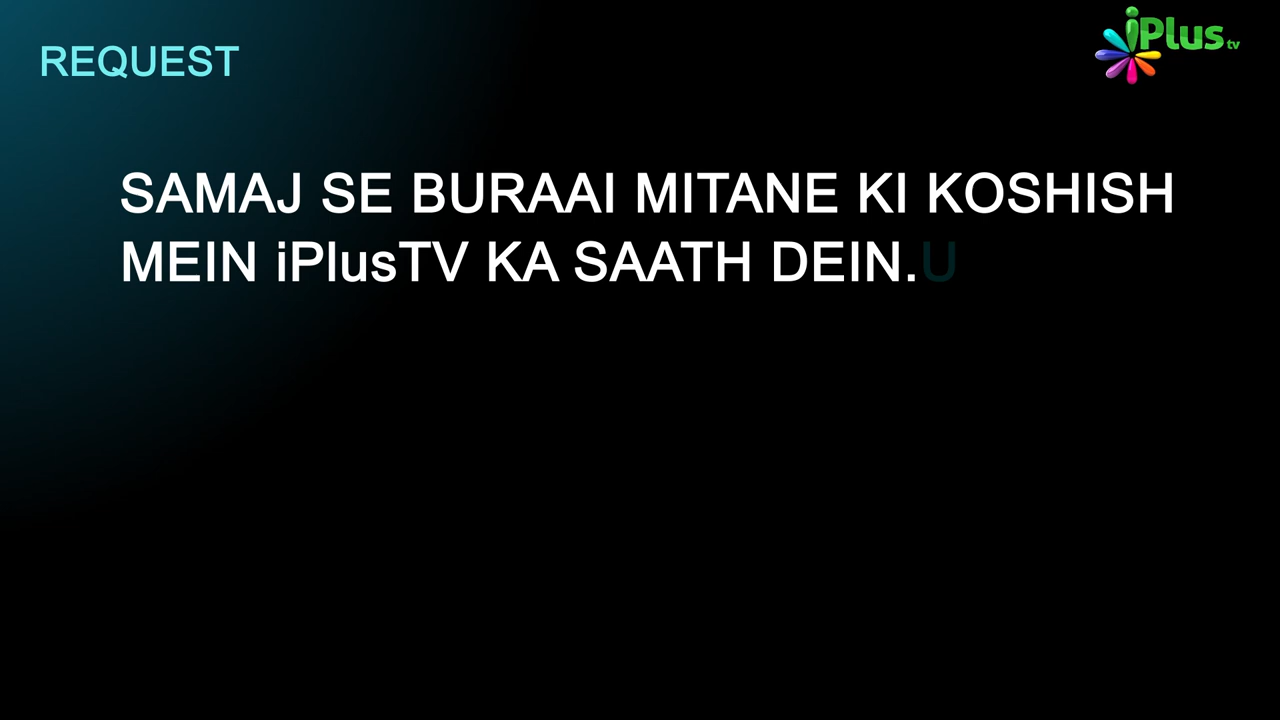 REQUEST
iPlus tv
SAMAJ SE BURAAI MITANE KI KOSHISH
MEIN iPlusTV KA SAATH DEIN.U